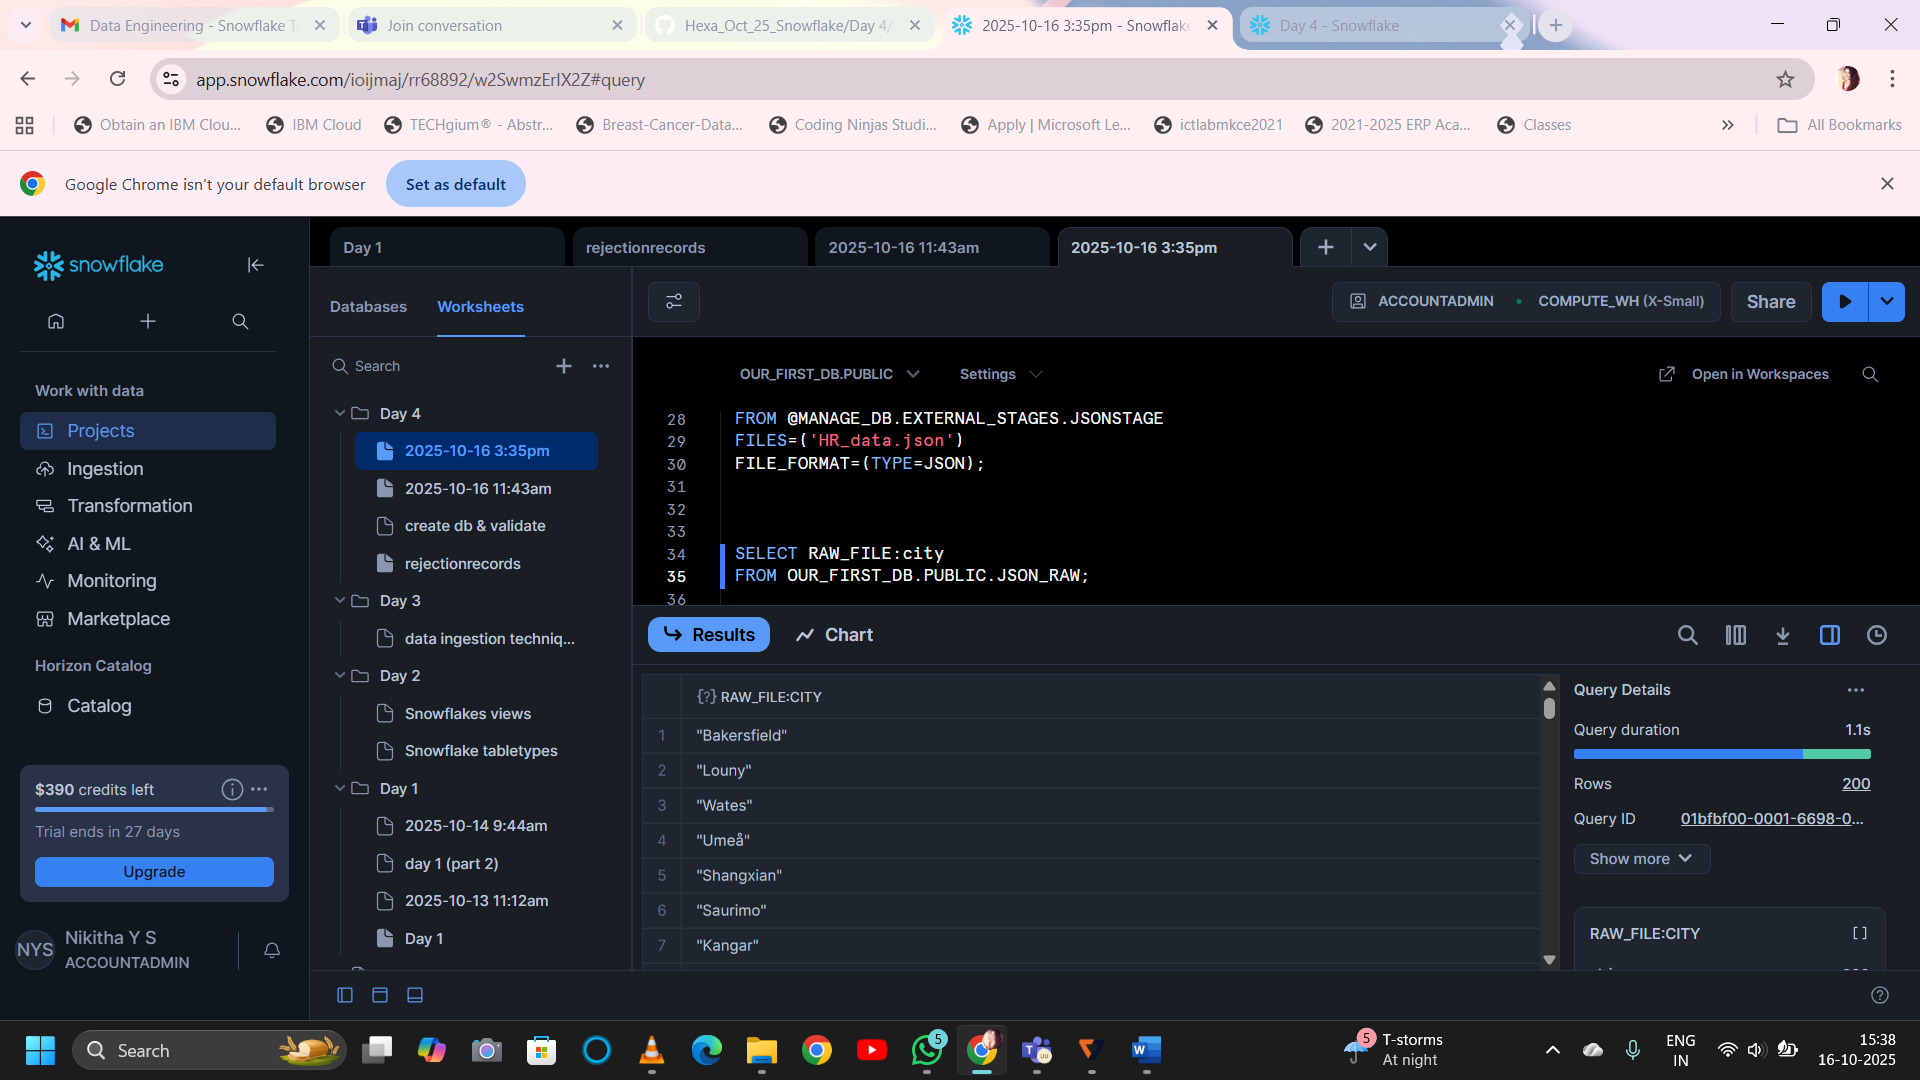 Data Engineering - Snowflake T
Join conversation
Hexa_Oct_25_Snowflake/Day 4/
2025-10-16 3:35pm - Snowflake
Day 4 - Snowflake
app.snowflake.com/ioijmaj/rr68892/w2SwmzErIX2Z#query
Obtain an IBM Clou...
IBM Cloud
TECHgium® - Abstr...
Breast-Cancer-Data...
Coding Ninjas Studi...
Apply | Microsoft Le...
ictlabmkce2021
2021-2025 ERP Aca...
Classes
All Bookmarks
Google Chrome isn't your default browser
Set as default
snowflake
Work with data
Projects
Ingestion
Transformation
AI & ML
Monitoring
Marketplace
Horizon Catalog
Catalog
$390 credits left
Trial ends in 27 days
Upgrade
NYS
Nikitha Y S
ACCOUNTADMIN
Day 1
rejectionrecords
2025-10-16 11:43am
2025-10-16 3:35pm
Databases
Worksheets
Search
Day 4
2025-10-16 3:35pm
2025-10-16 11:43am
create db & validate
rejectionrecords
Day 3
data ingestion techniq...
Day 2
Snowflakes views
Snowflake tabletypes
Day 1
2025-10-14 9:44am
day 1 (part 2)
2025-10-13 11:12am
Day 1
ACCOUNTADMIN
COMPUTE_WH (X-Small)
Share
OUR_FIRST_DB.PUBLIC
Settings
Open in Workspaces
28 FROM @MANAGE_DB.EXTERNAL_STAGES.JSONSTAGE
29 FILES=('HR_data.json')
30 FILE_FORMAT=(TYPE=JSON);
31
32
33
34 SELECT RAW_FILE:city
35 FROM OUR_FIRST_DB.PUBLIC.JSON_RAW;
36
Results
Chart
{?} RAW_FILE:CITY
1 "Bakersfield"
2 "Louny"
3 "Wates"
4 "Umeå"
5 "Shangxian"
6 "Saurimo"
7 "Kangar"
Query Details
Query duration 1.1s
Rows 200
Query ID 01bfbf00-0001-6698-0...
Show more
RAW_FILE:CITY
Search
5
5
T-storms
At night
ENG
IN
15:38
16-10-2025